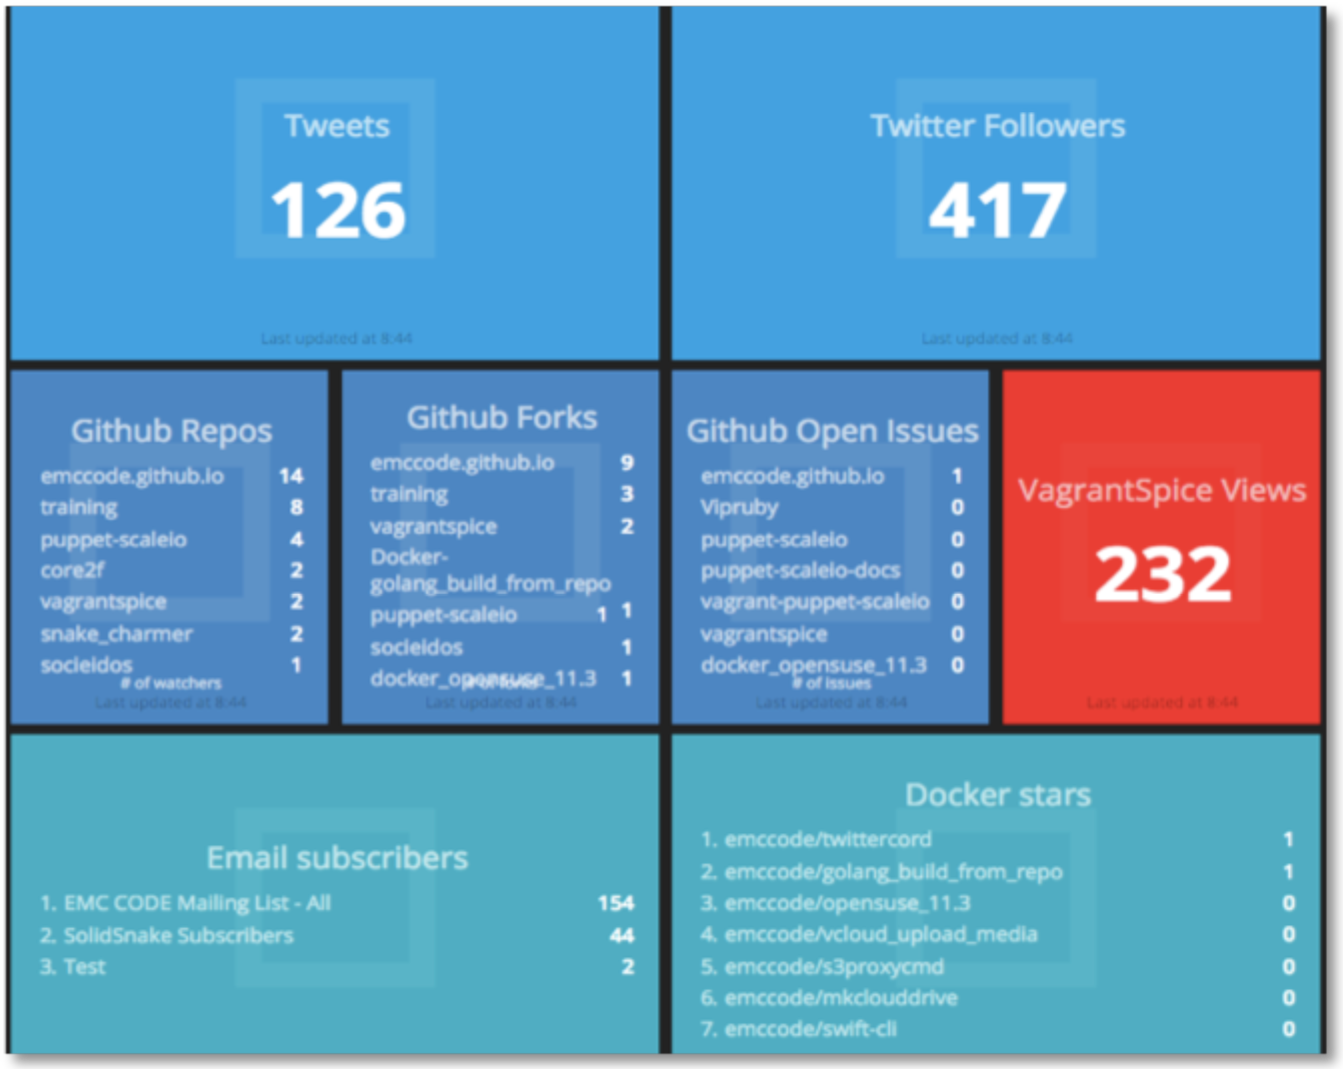 Tweets
126
Last updated at 8:44
Twitter Followers
417
Last updated at 8:44
Github Repos
emccode.github.io 14
training 8
puppet-scaleio 4
core2f 2
vagrantspice 2
snake_charmer 2
socleidos 1
# of watchers
Last updated at 8:44
Github Forks
emccode.github.io 9
training 3
vagrantspice 2
Docker-
golang_build_from_repo
puppet-scaleio 1 1
socleidos 1
docker_opensuse_11.3 1
# of forks
Last updated at 8:44
Github Open Issues
emccode.github.io 1
Vipruby 0
puppet-scaleio 0
puppet-scaleio-docs 0
vagrant-puppet-scaleio 0
vagrantspice 0
docker_opensuse_11.3 0
# of issues
Last updated at 8:44
VagrantSpice Views
232
Last updated at 8:44
Email subscribers
1. EMC CODE Mailing List - All 154
2. SolidSnake Subscribers 44
3. Test 2
Docker stars
1. emccode/twittercord 1
2. emccode/golang_build_from_repo 1
3. emccode/opensuse_11.3 0
4. emccode/vcloud_upload_media 0
5. emccode/s3proxycmd 0
6. emccode/mkclouddrive 0
7. emccode/swift-cli 0